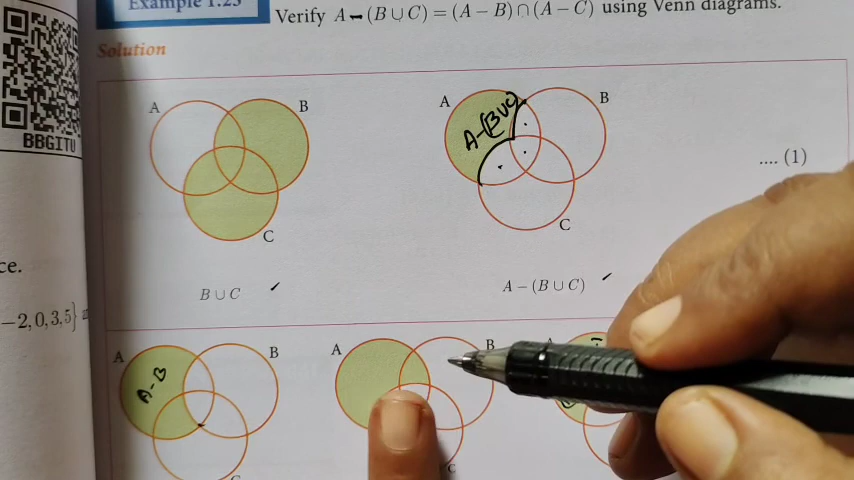 Example 1.23
Verify A - (B ∪ C) = (A − B) ∩ (A − C) using Venn diagrams.
Solution
BBGITU
A B C
A B C
A-(B∪C)
.... (1)
B ∪ C
A − (B ∪ C)
ce.
−2, 0, 3, 5}
A B
A-B
A B
C